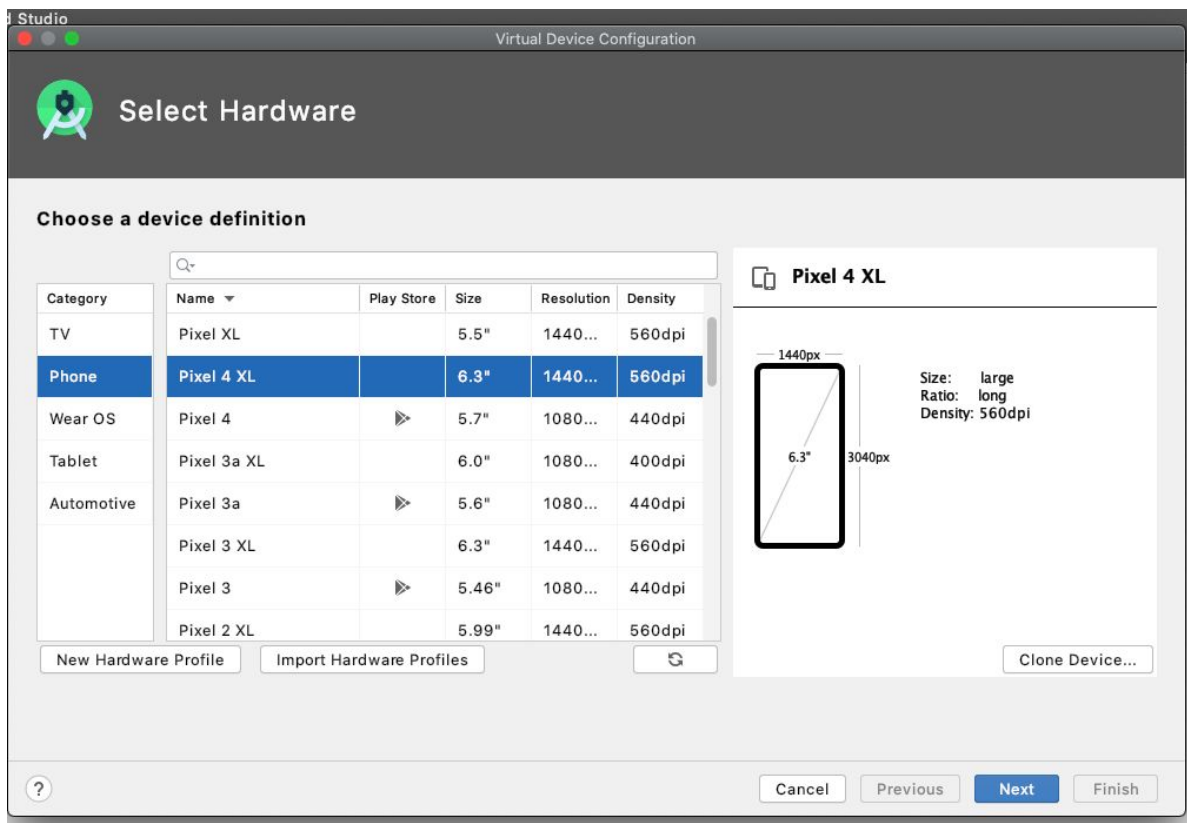 d Studio
Virtual Device Configuration
Select Hardware
Choose a device definition
Category
TV
Phone
Wear OS
Tablet
Automotive
Name Play Store Size Resolution Density
Pixel XL 5.5" 1440... 560dpi
Pixel 4 XL 6.3" 1440... 560dpi
Pixel 4 5.7" 1080... 440dpi
Pixel 3a XL 6.0" 1080... 400dpi
Pixel 3a 5.6" 1080... 440dpi
Pixel 3 XL 6.3" 1440... 560dpi
Pixel 3 5.46" 1080... 440dpi
Pixel 2 XL 5.99" 1440... 560dpi
New Hardware Profile Import Hardware Profiles
Pixel 4 XL
1440px
6.3"
3040px
Size: large
Ratio: long
Density: 560dpi
Clone Device...
? Cancel Previous Next Finish